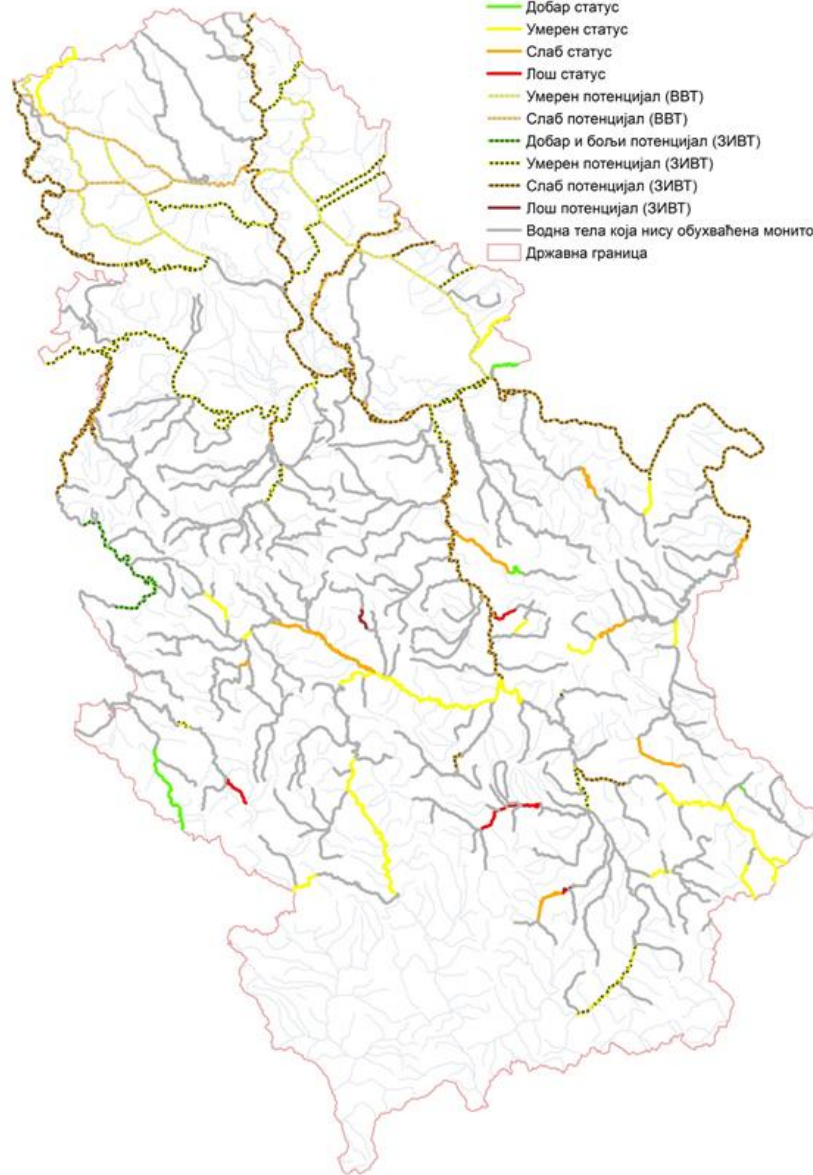 Добар статус
Умерен статус
Слаб статус
Лош статус
Умерен потенцијал (ВВТ)
Слаб потенцијал (ВВТ)
Добар и бољи потенцијал (ЗИВТ)
Умерен потенцијал (ЗИВТ)
Слаб потенцијал (ЗИВТ)
Лош потенцијал (ЗИВТ)
Водна тела која нису обухваћена монито
Државна граница